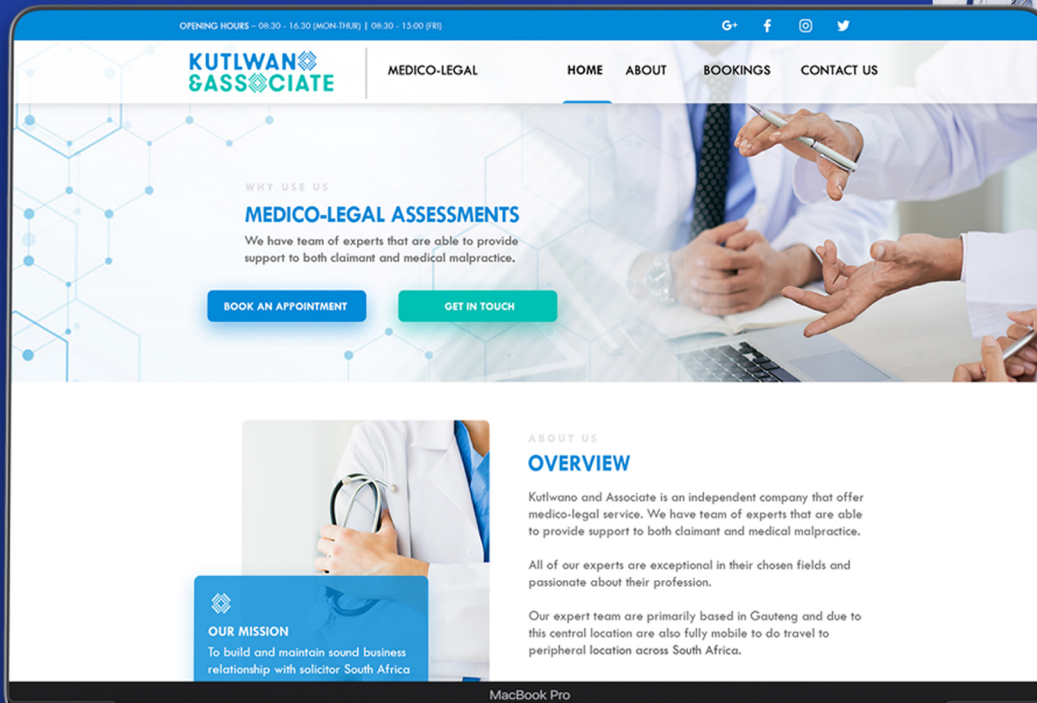 OPENING HOURS – 08:30 - 16.30 (MON-THUR) | 08:30 - 15:00 (FRI)
G+
KUTLWANO
&ASSOCIATE
MEDICO-LEGAL
HOME
ABOUT
BOOKINGS
CONTACT US
WHY USE US
MEDICO-LEGAL ASSESSMENTS
We have team of experts that are able to provide
support to both claimant and medical malpractice.
BOOK AN APPOINTMENT
GET IN TOUCH
ABOUT US
OVERVIEW
Kutlwano and Associate is an independent company that offer
medico-legal service. We have team of experts that are able
to provide support to both claimant and medical malpractice.
All of our experts are exceptional in their chosen fields and
passionate about their profession.
Our expert team are primarily based in Gauteng and due to
this central location are also fully mobile to do travel to
peripheral location across South Africa.
OUR MISSION
To build and maintain sound business
relationship with solicitor South Africa
MacBook Pro